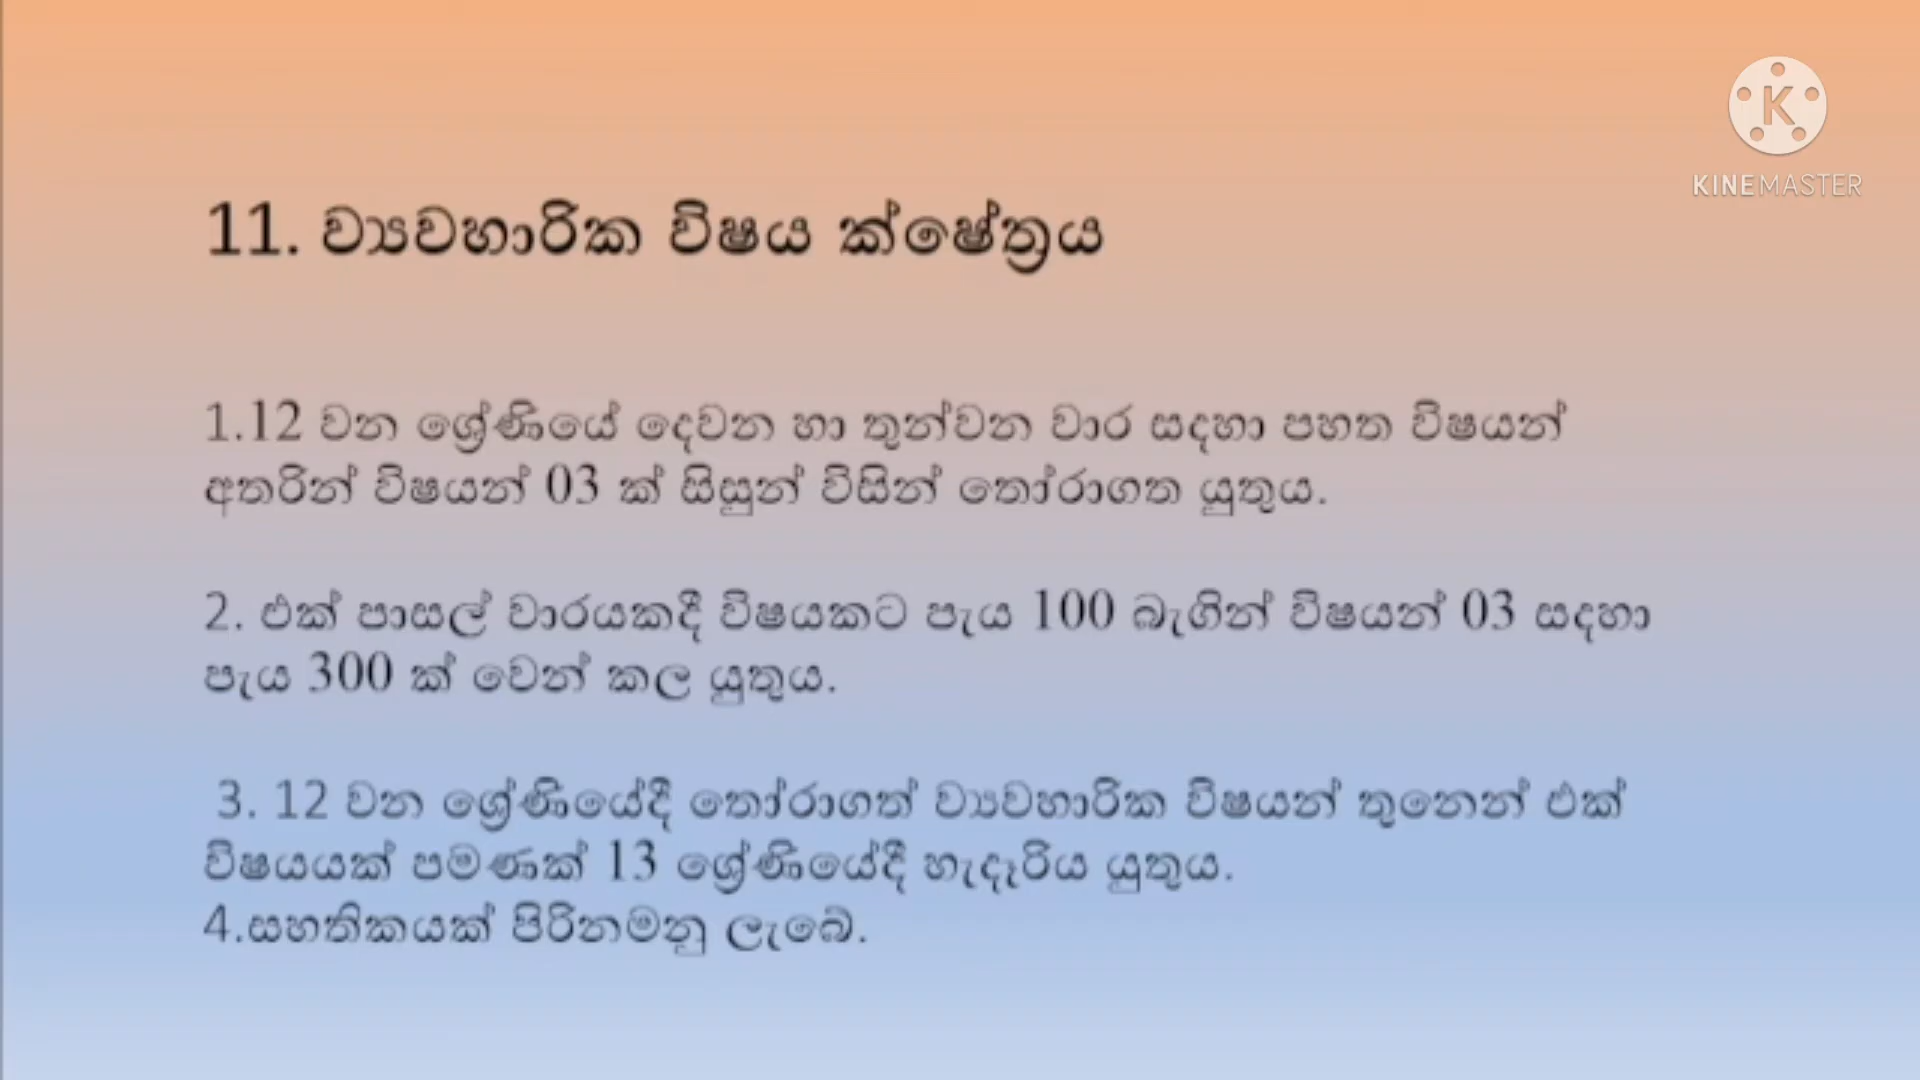 KINEMASTER
11. ව්‍යවහාරික විෂය ක්ෂේත්‍රය
1.12 වන ශ්‍රේණියේ දෙවන හා තුන්වන වාර සදහා පහත විෂයන්
අතරින් විෂයන් 03 ක් සිසුන් විසින් තෝරාගත යුතුය.
2. එක් පාසල් වාරයකදී විෂයකට පැය 100 බැගින් විෂයන් 03 සදහා
පැය 300 ක් වෙන් කල යුතුය.
3. 12 වන ශ්‍රේණියේදී තෝරාගත් ව්‍යවහාරික විෂයන් තුනෙන් එක්
විෂයයක් පමණක් 13 ශ්‍රේණියේදී හැදෑරිය යුතුය.
4.සහතිකයක් පිරිනමනු ලැබේ.